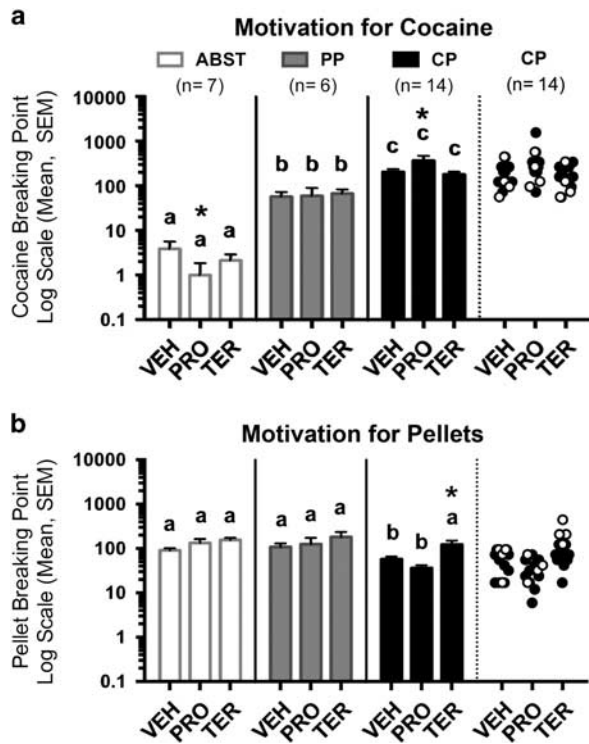 a
Motivation for Cocaine
ABST PP CP CP
(n= 7) (n= 6) (n= 14) (n= 14)
Cocaine Breaking Point
Log Scale (Mean, SEM)
10000
1000
100
10
1
0.1
a * a a
b b b
c * c c
VEH PRO TER VEH PRO TER VEH PRO TER VEH PRO TER
b
Motivation for Pellets
Pellet Breaking Point
Log Scale (Mean, SEM)
10000
1000
100
10
1
0.1
a a a
a a a
b b * a
VEH PRO TER VEH PRO TER VEH PRO TER VEH PRO TER